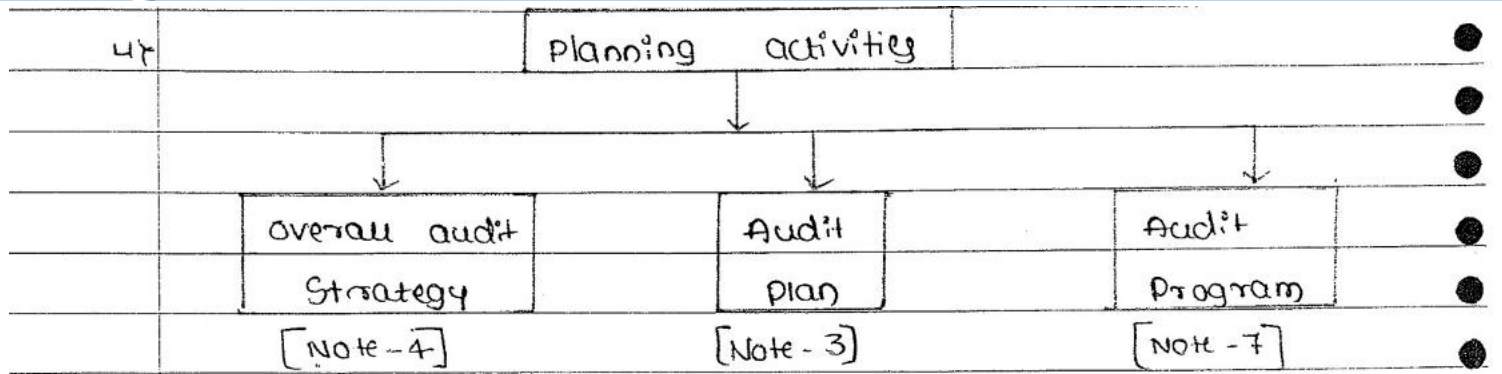 4)
Planning activities
overall audit Audit Audit
Strategy Plan Program
[Note-4] [Note-3] [Note-7]